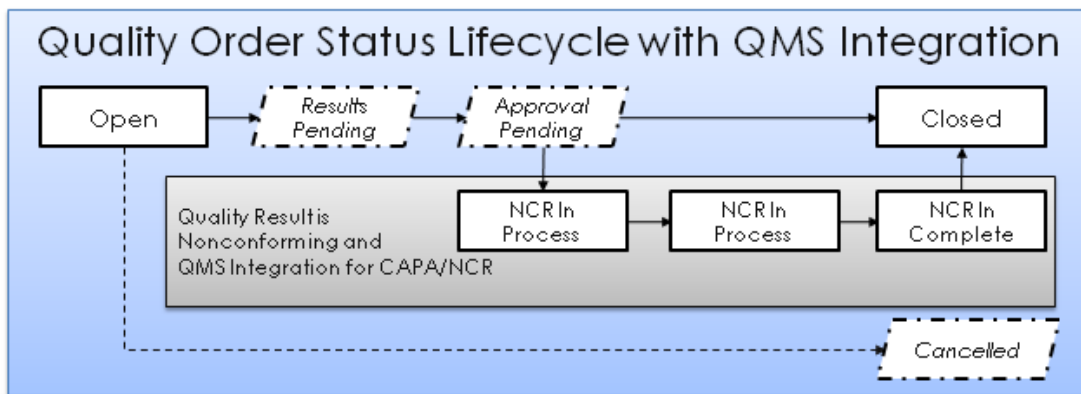 Quality Order Status Lifecycle with QMS Integration
Open
Results
Pending
Approval
Pending
Closed
Quality Result is
Nonconforming and
QMS Integration for CAPA/NCR
NCR In
Process
NCR In
Process
NCR In
Complete
Cancelled